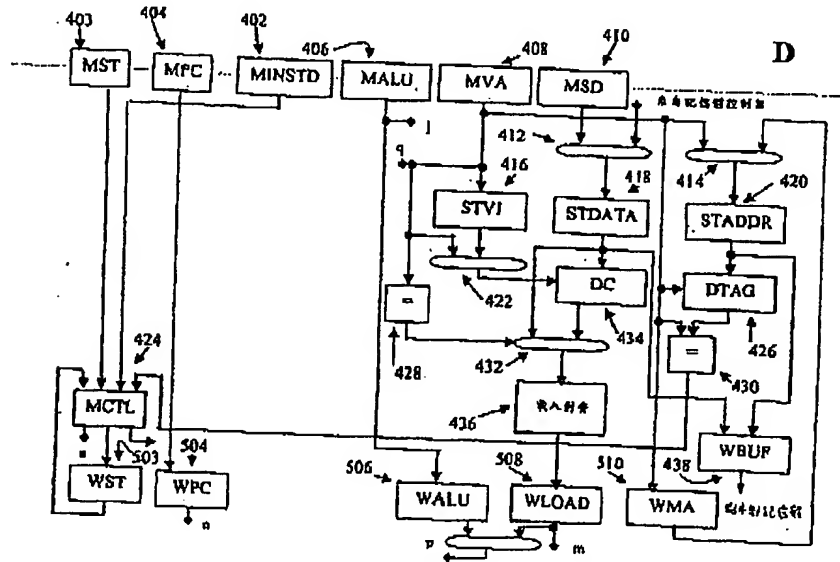 403
404
402
406
408
410
D
MST
MPC
MINSTD
MALU
MVA
MSD
l
412
q
416
418
414
420
STVI
STDATA
STADDR
422
DC
DTAG
=
434
426
428
432
=
430
424
MCTL
436
504
503
508
WBUF
506
510
438
WST
WPC
WALU
WLOAD
WMA
n
p
m